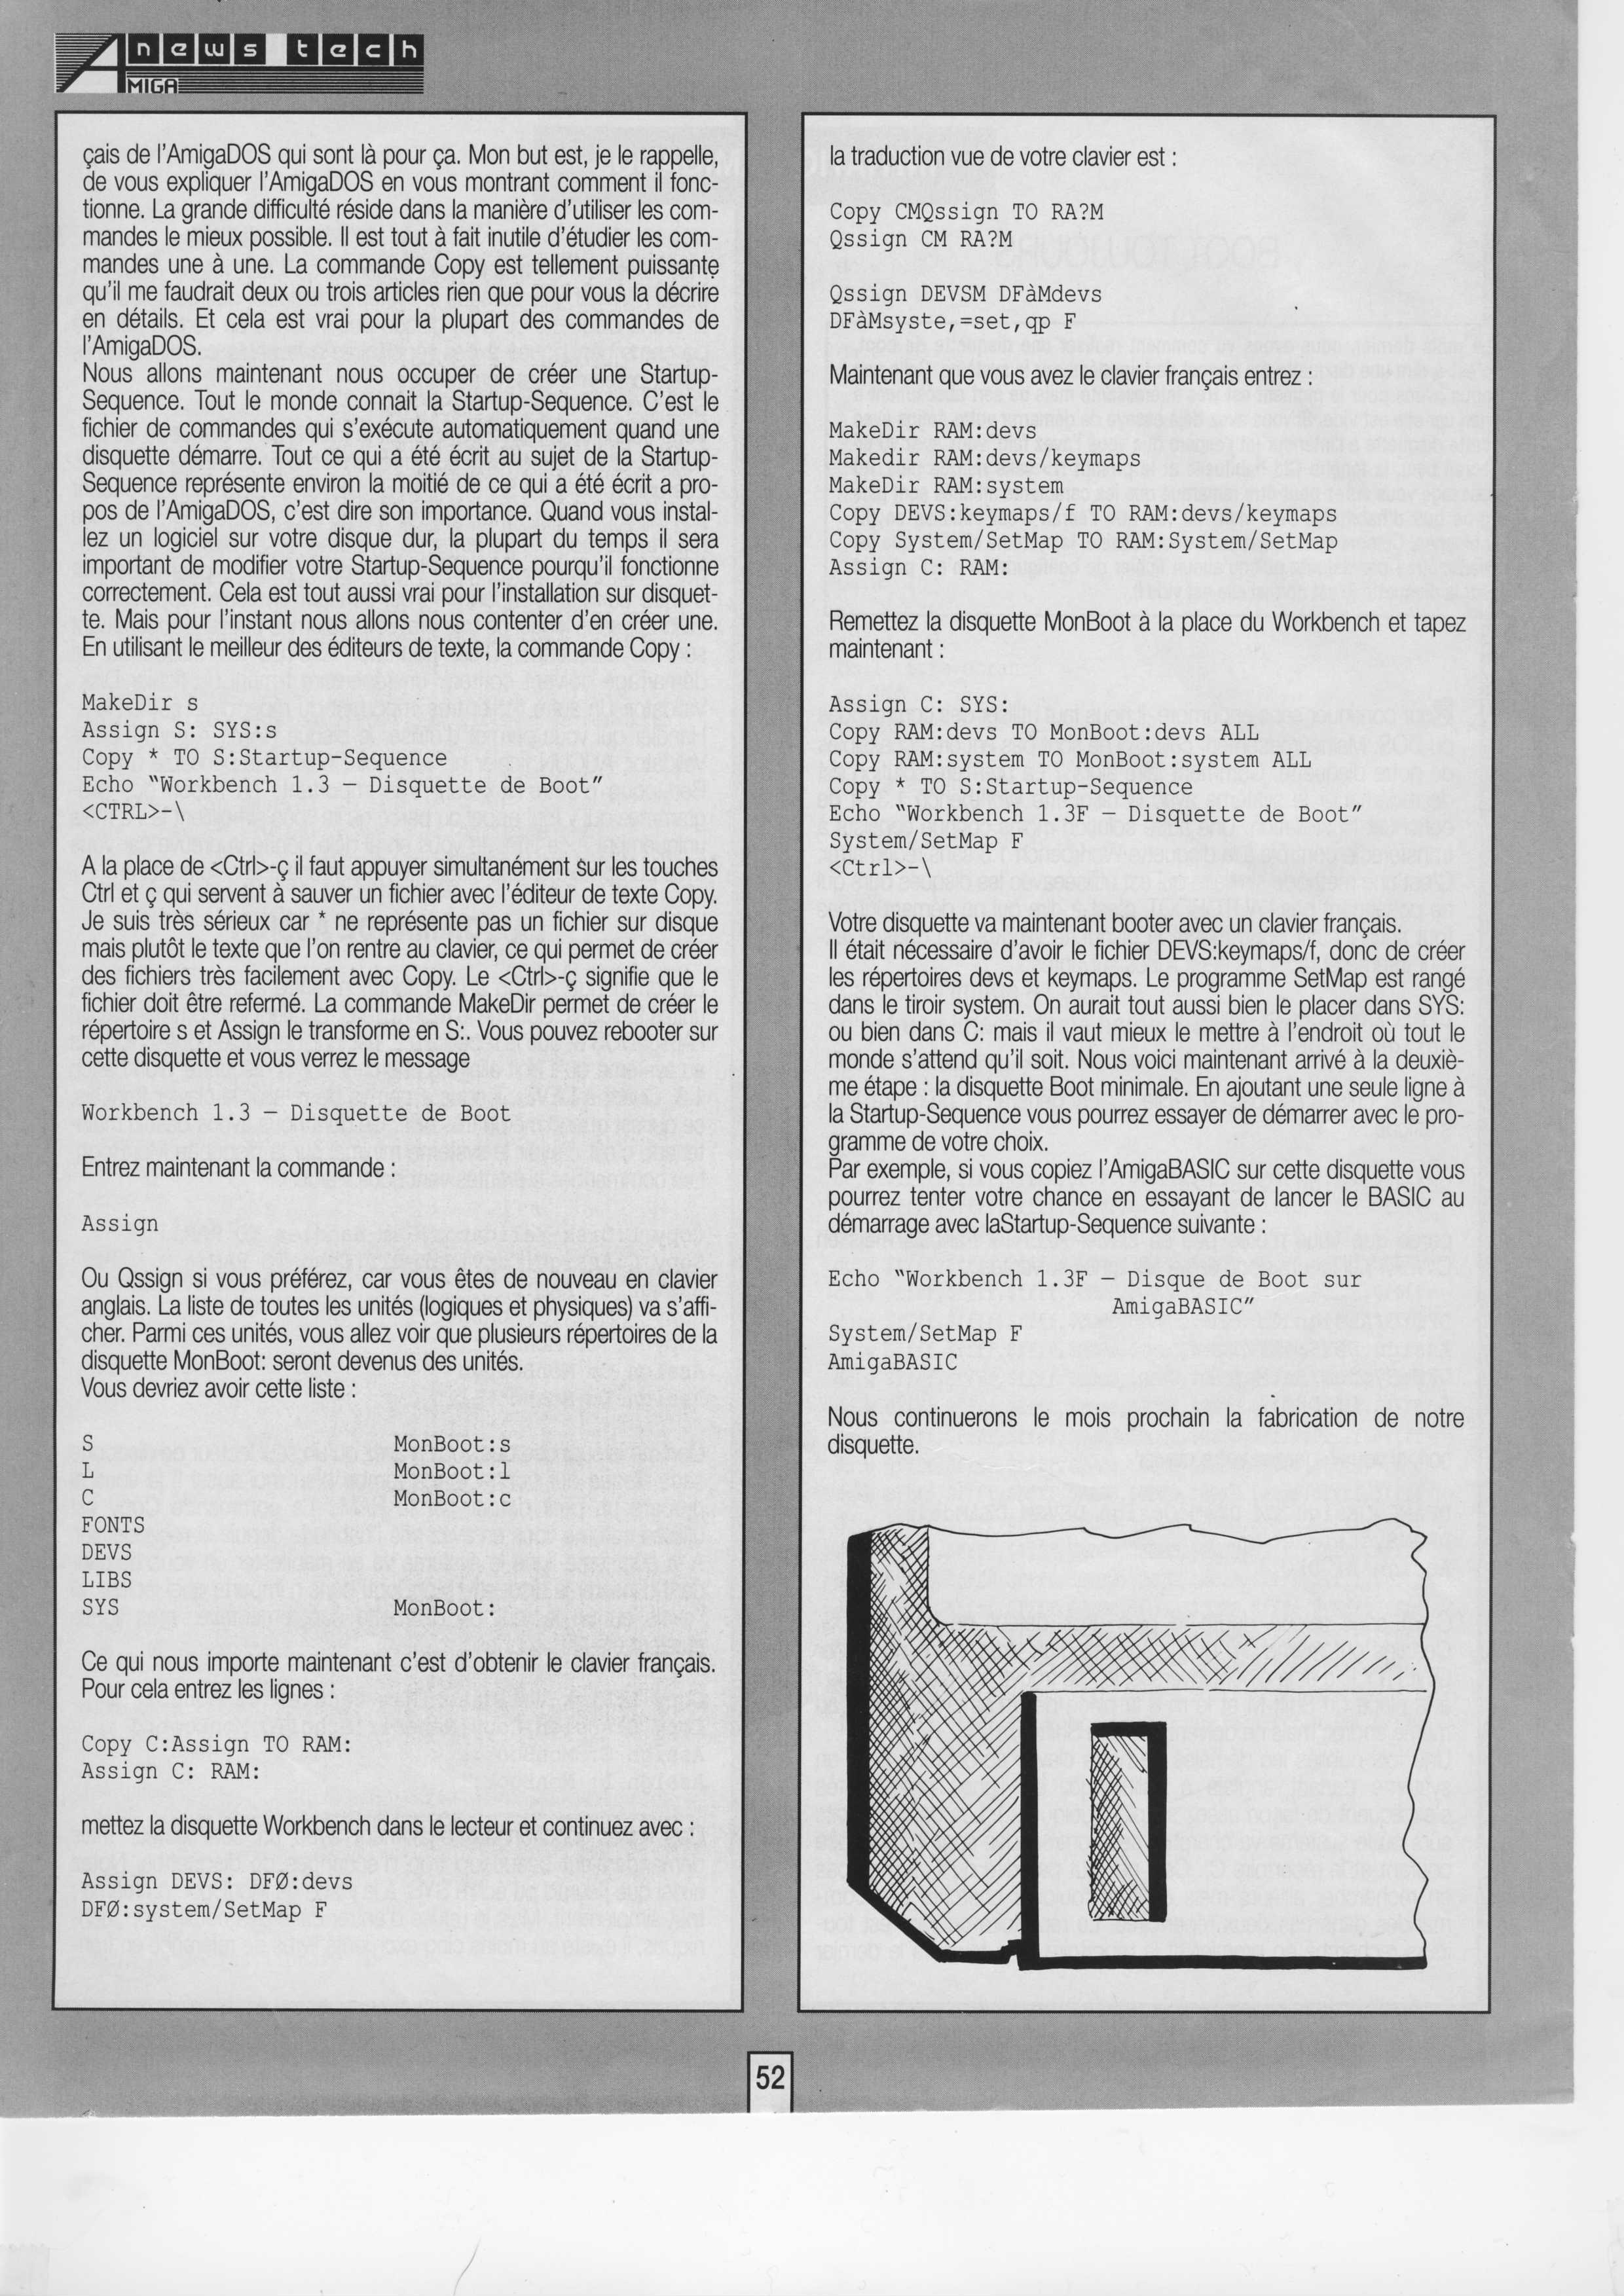 news tech
AMIGA
çais de l'AmigaDOS qui sont là pour ça. Mon but est, je le rappelle,
de vous expliquer l'AmigaDOS en vous montrant comment il fonc-
tionne. La grande difficulté réside dans la manière d'utiliser les com-
mandes le mieux possible. Il est tout à fait inutile d'étudier les com-
mandes une à une. La commande Copy est tellement puissante
qu'il me faudrait deux ou trois articles rien que pour vous la décrire
en détails. Et cela est vrai pour la plupart des commandes de
l'AmigaDOS.
Nous allons maintenant nous occuper de créer une Startup-
Sequence. Tout le monde connait la Startup-Sequence. C'est le
fichier de commandes qui s'exécute automatiquement quand une
disquette démarre. Tout ce qui a été écrit au sujet de la Startup-
Sequence représente environ la moitié de ce qui a été écrit a pro-
pos de l'AmigaDOS, c'est dire son importance. Quand vous instal-
lez un logiciel sur votre disque dur, la plupart du temps il sera
important de modifier votre Startup-Sequence pourqu'il fonctionne
correctement. Cela est tout aussi vrai pour l'installation sur disquet-
te. Mais pour l'instant nous allons nous contenter d'en créer une.
En utilisant le meilleur des éditeurs de texte, la commande Copy :
MakeDir s
Assign S: SYS:s
Copy * TO S:Startup-Sequence
Echo "Workbench 1.3 – Disquette de Boot"
<CTRL>-\
A la place de <Ctrl>-ç il faut appuyer simultanément sur les touches
Ctrl et ç qui servent à sauver un fichier avec l'éditeur de texte Copy.
Je suis très sérieux car * ne représente pas un fichier sur disque
mais plutôt le texte que l'on rentre au clavier, ce qui permet de créer
des fichiers très facilement avec Copy. Le <Ctrl>-ç signifie que le
fichier doit être refermé. La commande MakeDir permet de créer le
répertoire s et Assign le transforme en S:. Vous pouvez rebooter sur
cette disquette et vous verrez le message
Workbench 1.3 – Disquette de Boot
Entrez maintenant la commande :
Assign
Ou Qssign si vous préférez, car vous êtes de nouveau en clavier
anglais. La liste de toutes les unités (logiques et physiques) va s'affi-
cher. Parmi ces unités, vous allez voir que plusieurs répertoires de la
disquette MonBoot: seront devenus des unités.
Vous devriez avoir cette liste :
S MonBoot:s
L MonBoot:l
C MonBoot:c
FONTS
DEVS
LIBS
SYS MonBoot:
Ce qui nous importe maintenant c'est d'obtenir le clavier français.
Pour cela entrez les lignes :
Copy C:Assign TO RAM:
Assign C: RAM:
mettez la disquette Workbench dans le lecteur et continuez avec :
Assign DEVS: DFØ:devs
DFØ:system/SetMap F
la traduction vue de votre clavier est :
Copy CMQssign TO RA?M
Qssign CM RA?M
Qssign DEVSM DFàMdevs
DFàMsyste,=set,qp F
Maintenant que vous avez le clavier français entrez :
MakeDir RAM:devs
Makedir RAM:devs/keymaps
MakeDir RAM:system
Copy DEVS:keymaps/f TO RAM:devs/keymaps
Copy System/SetMap TO RAM:System/SetMap
Assign C: RAM:
Remettez la disquette MonBoot à la place du Workbench et tapez
maintenant :
Assign C: SYS:
Copy RAM:devs TO MonBoot:devs ALL
Copy RAM:system TO MonBoot:system ALL
Copy * TO S:Startup-Sequence
Echo "Workbench 1.3F – Disquette de Boot"
System/SetMap F
<Ctrl>-\
Votre disquette va maintenant booter avec un clavier français.
Il était nécessaire d'avoir le fichier DEVS:keymaps/f, donc de créer
les répertoires devs et keymaps. Le programme SetMap est rangé
dans le tiroir system. On aurait tout aussi bien le placer dans SYS:
ou bien dans C: mais il vaut mieux le mettre à l'endroit où tout le
monde s'attend qu'il soit. Nous voici maintenant arrivé à la deuxiè-
me étape : la disquette Boot minimale. En ajoutant une seule ligne à
la Startup-Sequence vous pourrez essayer de démarrer avec le pro-
gramme de votre choix.
Par exemple, si vous copiez l'AmigaBASIC sur cette disquette vous
pourrez tenter votre chance en essayant de lancer le BASIC au
démarrage avec laStartup-Sequence suivante :
Echo "Workbench 1.3F – Disque de Boot sur
AmigaBASIC"
System/SetMap F
AmigaBASIC
Nous continuerons le mois prochain la fabrication de notre
disquette.
52